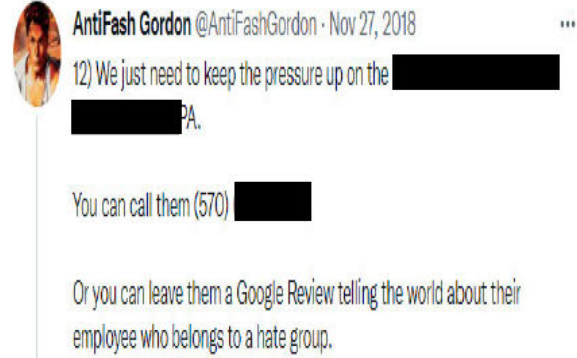 AntiFash Gordon @AntiFashGordon · Nov 27, 2018 ...
12) We just need to keep the pressure up on the
PA.
You can call them (570)
Or you can leave them a Google Review telling the world about their
employee who belongs to a hate group.